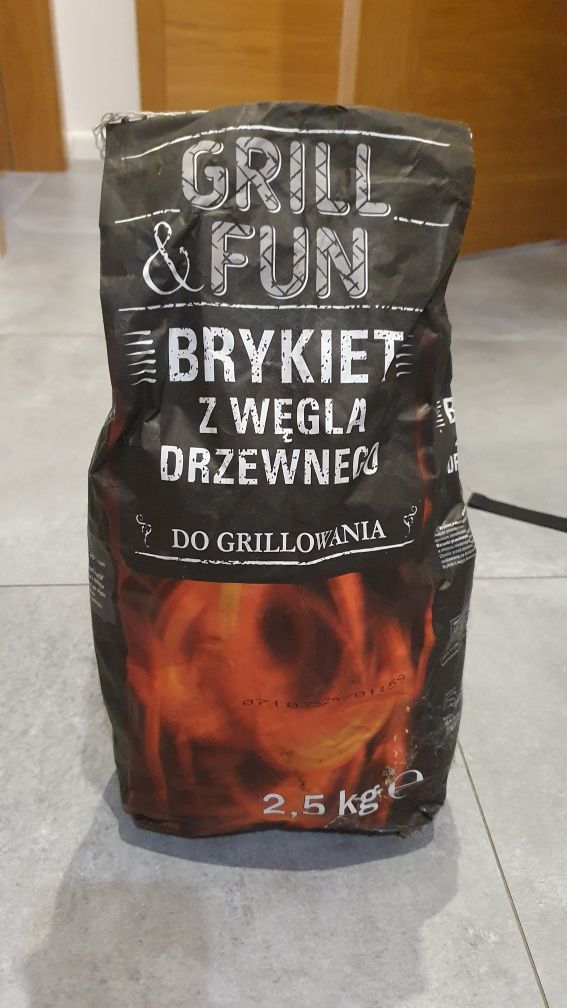 GRILL
& FUN
BRYKIET
Z WĘGLA
DRZEWNEGO
DO GRILLOWANIA
2,5 kg ℮